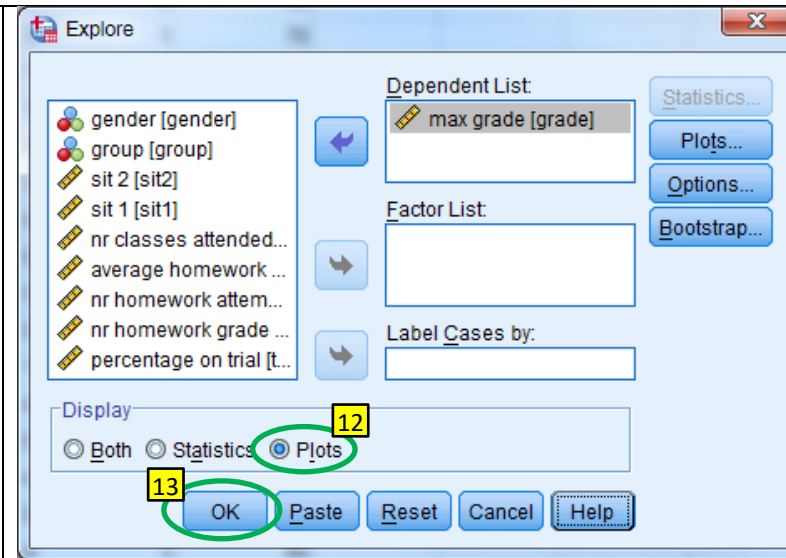 Explore
gender [gender]
group [group]
sit 2 [sit2]
sit 1 [sit1]
nr classes attended...
average homework ...
nr homework attem...
nr homework grade ...
percentage on trial [t...
Dependent List:
max grade [grade]
Factor List:
Label Cases by:
Statistics...
Plots...
Options...
Bootstrap...
Display
12
Both Statistics Plots
13
OK Paste Reset Cancel Help